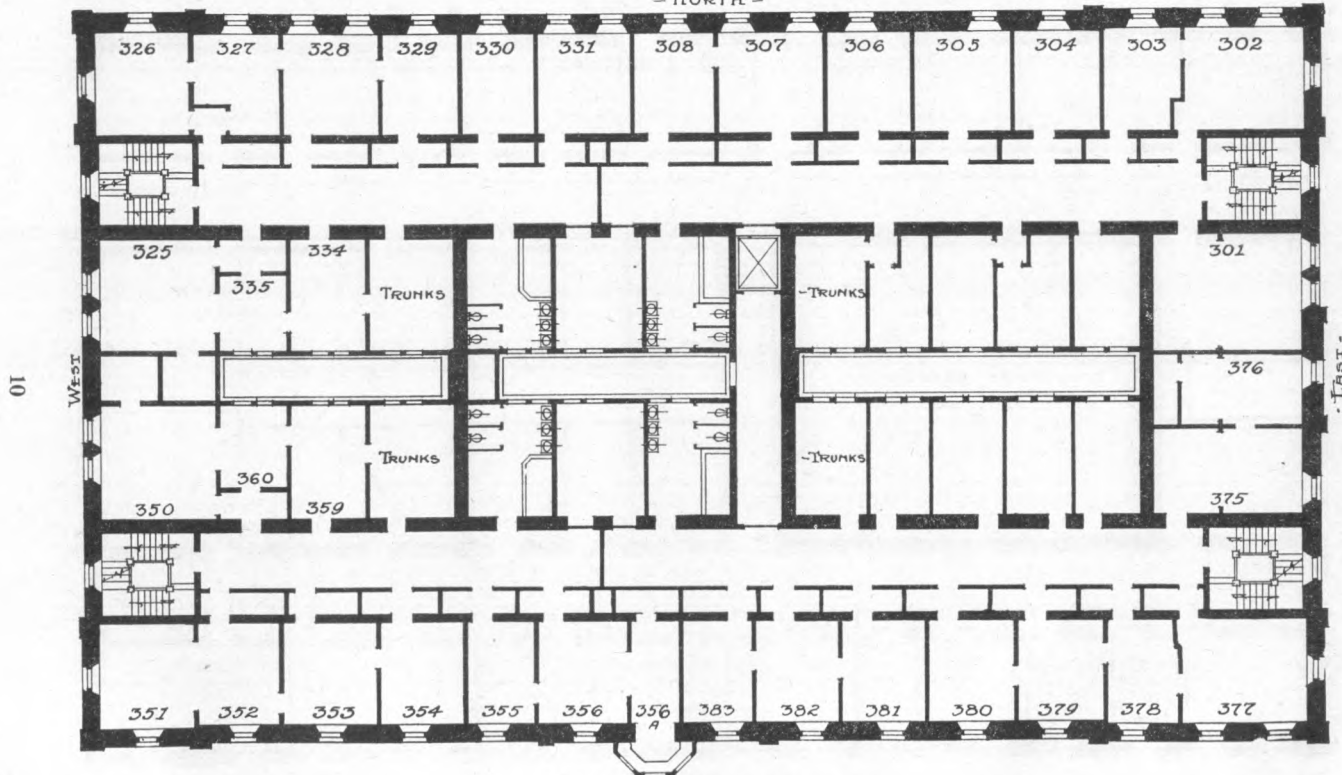 - NORTH -
326 327 328 329 330 331 308 307 306 305 304 303 302
325 334 301
335
TRUNKS -TRUNKS
WEST 376 EAST-
10
TRUNKS -TRUNKS
360
350 359 375
351 352 353 354 355 356 356 A 383 382 381 380 379 378 377